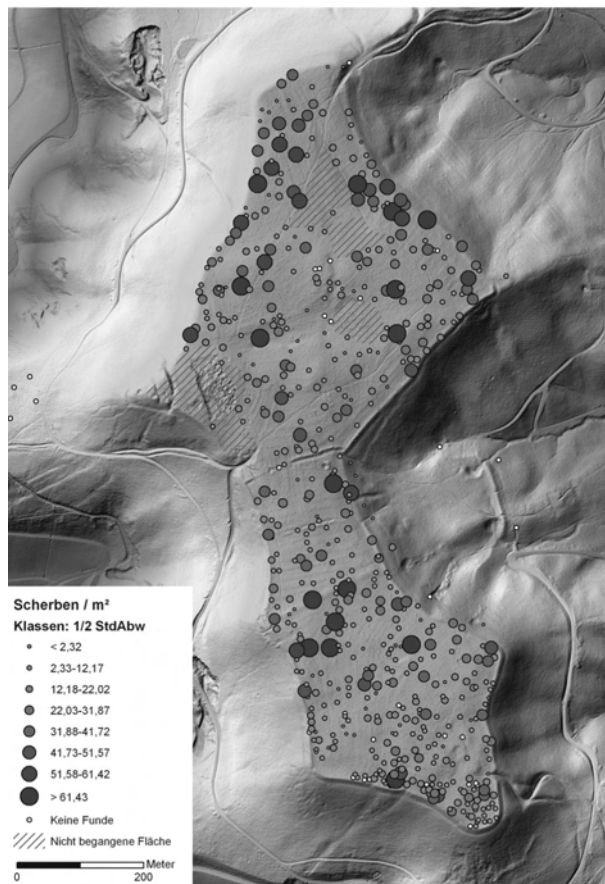 Scherben / m²
Klassen: 1/2 StdAbw
< 2,32
2,33-12,17
12,18-22,02
22,03-31,87
31,88-41,72
41,73-51,57
51,58-61,42
> 61,43
Keine Funde
Nicht begangene Fläche
0 200 Meter